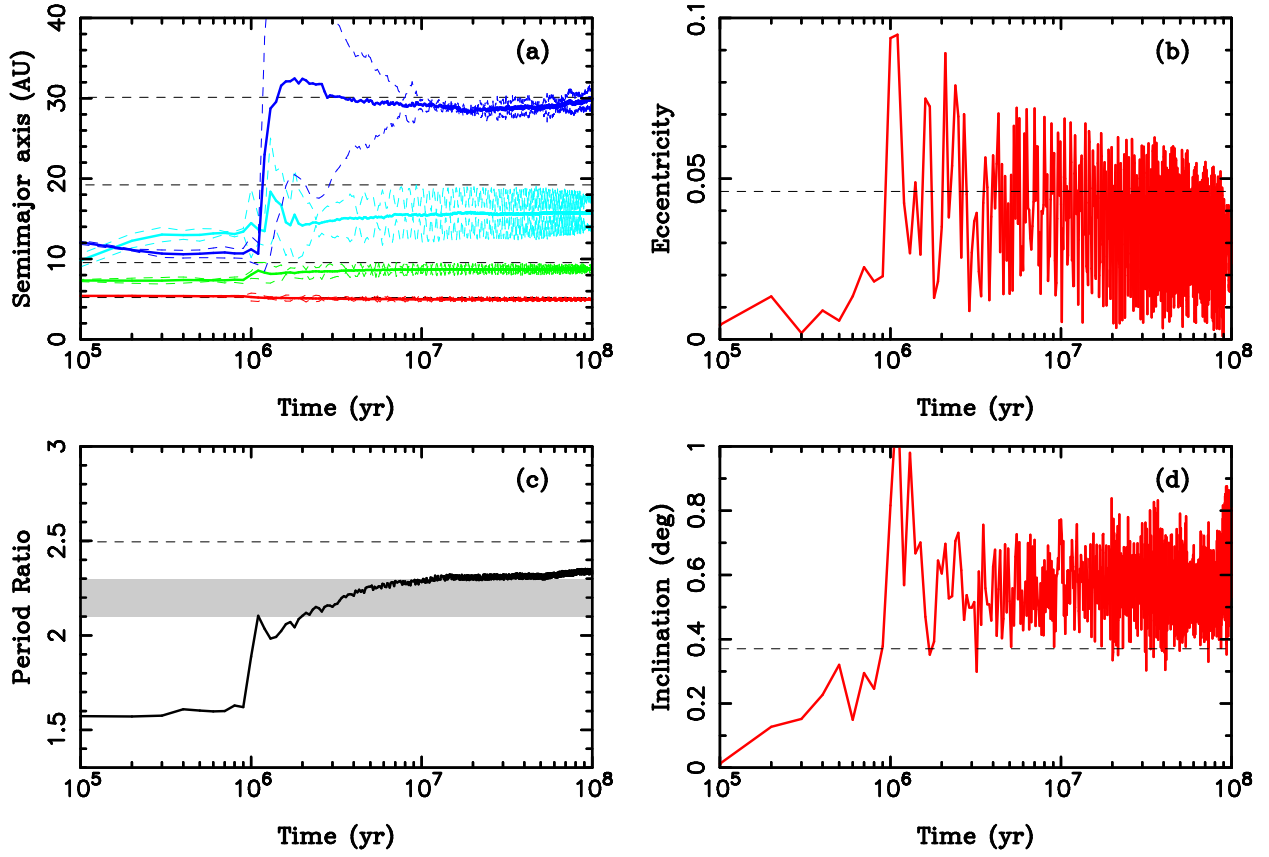 (a)
Semimajor axis (AU)
40
30
20
10
0
10^5 10^6 10^7 10^8
Time (yr)
(b)
Eccentricity
0.1
0.05
0
10^5 10^6 10^7 10^8
Time (yr)
(c)
Period Ratio
3
2.5
2
1.5
10^5 10^6 10^7 10^8
Time (yr)
(d)
Inclination (deg)
1
0.8
0.6
0.4
0.2
0
10^5 10^6 10^7 10^8
Time (yr)